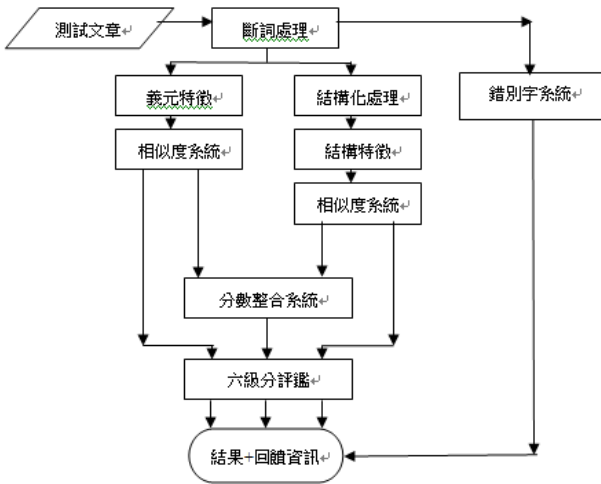 測試文章
斷詞處理
義元特徵
結構化處理
錯別字系統
相似度系統
結構特徵
相似度系統
分數整合系統
六級分評鑑
結果+回饋資訊